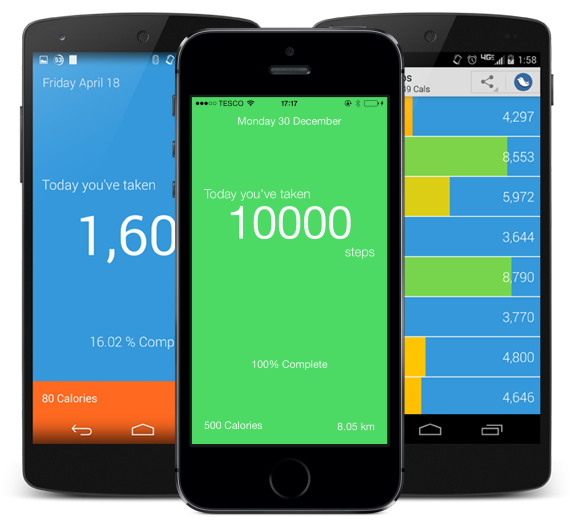 53
Friday April 18
Today you've taken
1,60
16.02 % Comp
80 Calories
TESCO 17:17
Monday 30 December
Today you've taken
10000
steps
100% Complete
500 Calories 8.05 km
4G 1:58
Cals
4,297
8,553
5,972
3,644
8,790
3,770
4,800
4,646